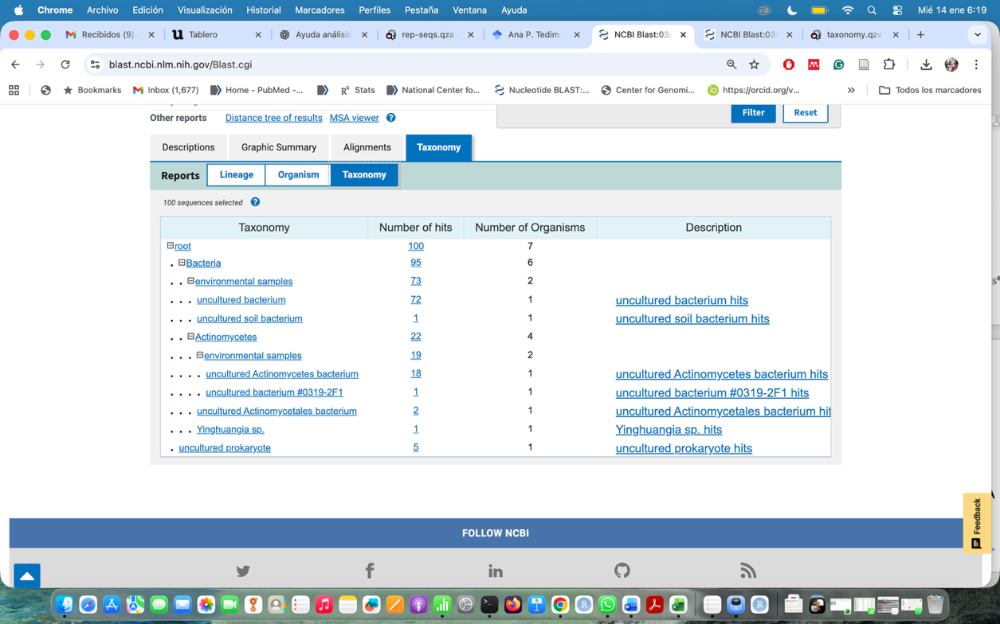 Chrome Archivo Edición Visualización Historial Marcadores Perfiles Pestaña Ventana Ayuda Mié 14 ene 6:19
Recibidos (9) Tablero Ayuda análisis rep-seqs.qza Ana P. Tedim NCBI Blast:03 NCBI Blast:03 taxonomy.qzv
blast.ncbi.nlm.nih.gov/Blast.cgi
Bookmarks Inbox (1,677) Home - PubMed -... Stats National Center fo... Nucleotide BLAST:... Center for Genomi... https://orcid.org/v... Todos los marcadores
Other reports Distance tree of results MSA viewer Filter Reset
Descriptions Graphic Summary Alignments Taxonomy
Reports Lineage Organism Taxonomy
100 sequences selected
Taxonomy Number of hits Number of Organisms Description
root 100 7
Bacteria 95 6
environmental samples 73 2
uncultured bacterium 72 1 uncultured bacterium hits
uncultured soil bacterium 1 1 uncultured soil bacterium hits
Actinomycetes 22 4
environmental samples 19 2
uncultured Actinomycetes bacterium 18 1 uncultured Actinomycetes bacterium hits
uncultured bacterium #0319-2F1 1 1 uncultured bacterium #0319-2F1 hits
uncultured Actinomycetales bacterium 2 1 uncultured Actinomycetales bacterium hit
Yinghuangia sp. 1 1 Yinghuangia sp. hits
uncultured prokaryote 5 1 uncultured prokaryote hits
Feedback
FOLLOW NCBI